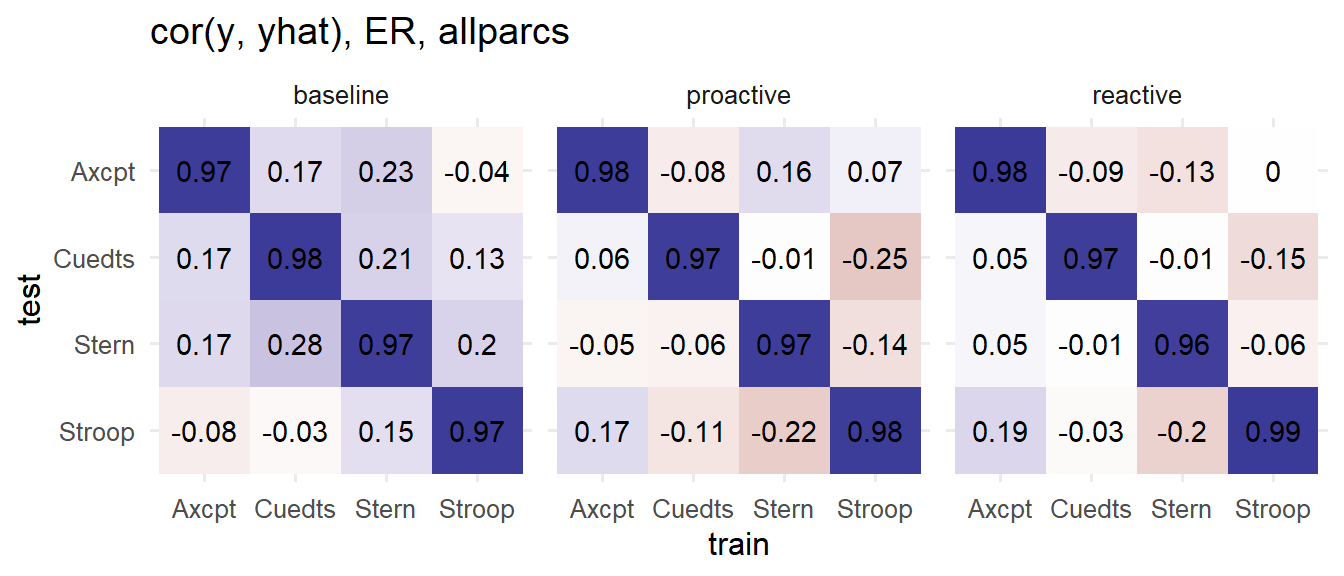 cor(y, yhat), ER, allparcs
baseline proactive reactive
Axcpt 0.97 0.17 0.23 -0.04 0.98 -0.08 0.16 0.07 0.98 -0.09 -0.13 0
Cuedts 0.17 0.98 0.21 0.13 0.06 0.97 -0.01 -0.25 0.05 0.97 -0.01 -0.15
test
Stern 0.17 0.28 0.97 0.2 -0.05 -0.06 0.97 -0.14 0.05 -0.01 0.96 -0.06
Stroop -0.08 -0.03 0.15 0.97 0.17 -0.11 -0.22 0.98 0.19 -0.03 -0.2 0.99
Axcpt Cuedts Stern Stroop Axcpt Cuedts Stern Stroop Axcpt Cuedts Stern Stroop
train